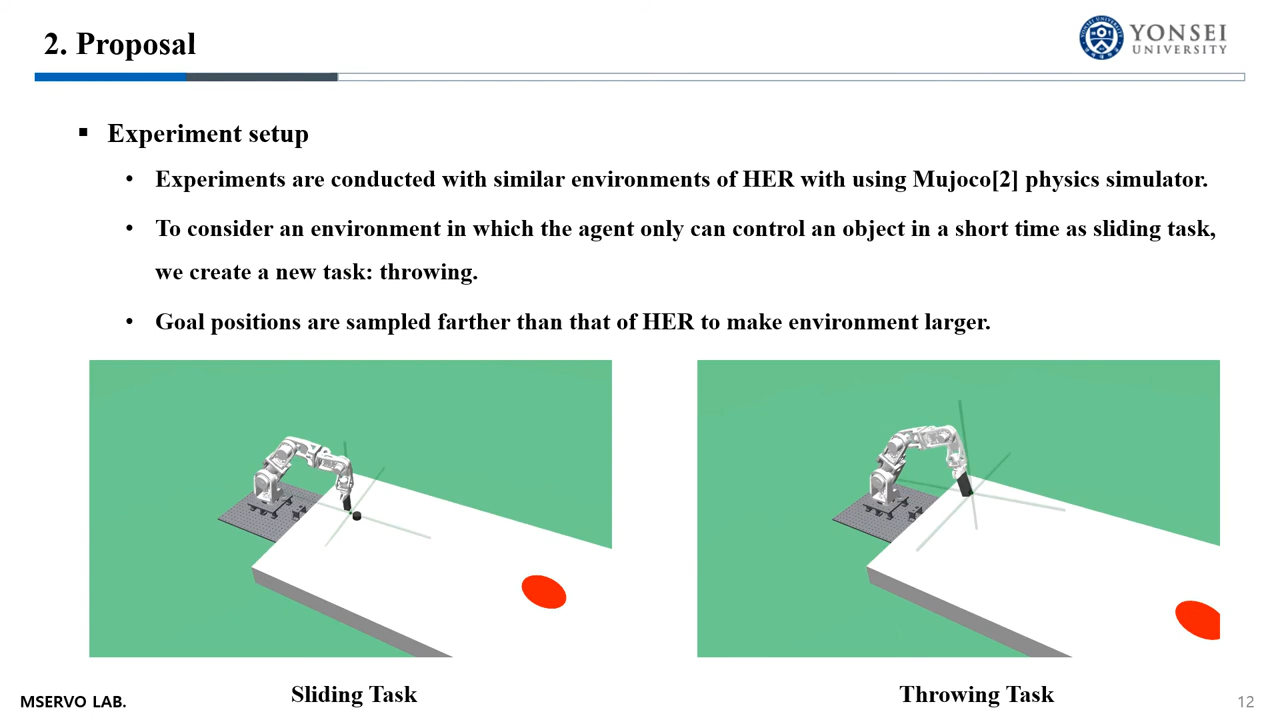 2. Proposal
YONSEI
UNIVERSITY
▪ Experiment setup
• Experiments are conducted with similar environments of HER with using Mujoco[2] physics simulator.
• To consider an environment in which the agent only can control an object in a short time as sliding task,
we create a new task: throwing.
• Goal positions are sampled farther than that of HER to make environment larger.
Sliding Task
Throwing Task
MSERVO LAB.
12